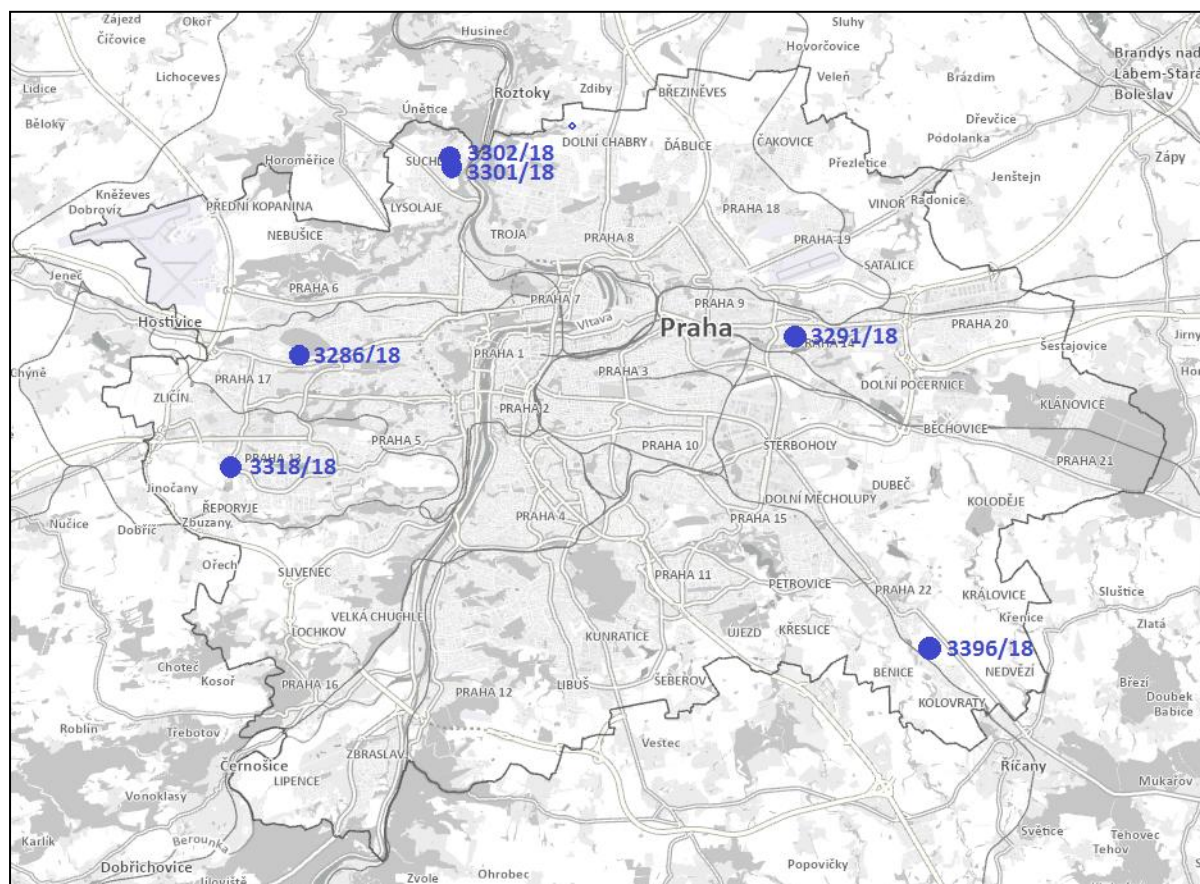 Zájezd
Okoř
Číčovice
Husinec
Sluhy
Hovorčovice
Brandýs nad
Labem-Stará
Boleslav
Lidice
Lichoceves
Roztoky
Zdiby
BŘEZINĚVES
Veleň
Brázdim
Běloky
Únětice
DOLNÍ CHABRY
ĎÁBLICE
ČAKOVICE
Dřevčice
Podolanka
Zápy
Horoměřice
3302/18
3301/18
Přezletice
Jenštejn
Kněževes
Dobrovíz
PŘEDNÍ KOPANINA
LYSOLAJE
PRAHA 18
VINOŘ
Radonice
NEBUŠICE
TROJA
PRAHA 8
PRAHA 19
SATALICE
Jeneč
PRAHA 6
PRAHA 7
PRAHA 9
Hostivice
Vltava
Praha
PRAHA 20
Jirny
3286/18
PRAHA 1
3291/18
Šestajovice
Chýně
PRAHA 17
PRAHA 3
DOLNÍ POČERNICE
ZLIČÍN
PRAHA 2
KLÁNOVICE
PRAHA 5
PRAHA 10
ŠTĚRBOHOLY
BĚCHOVICE
PRAHA 13
3318/18
PRAHA 21
Jinočany
DUBEČ
ŘEPORYJE
DOLNÍ MĚCHOLUPY
KOLODĚJE
Nučice
Dobříč
Zbuzany
PRAHA 4
PRAHA 15
Ořech
SLIVENEC
PRAHA 11
PETROVICE
PRAHA 22
KRÁLOVICE
Sluštice
VELKÁ CHUCHLE
Křenice
Zlatá
LOCHKOV
KUNRATICE
ÚJEZD
KŘESLICE
3396/18
Choteč
Kosoř
PRAHA 16
PRAHA 12
LIBUŠ
ŠEBEROV
BENICE
NEDVĚZÍ
Březí
Doubek
Babice
KOLOVRATY
Roblín
Třebotov
Vestec
ZBRASLAV
Černošice
LIPENCE
Říčany
Mukařov
Vonoklasy
Karlík
Berounka
Světice
Tehovec
Tehov
Dobřichovice
Popovičky
Jíloviště
Zvole
Ohrobec